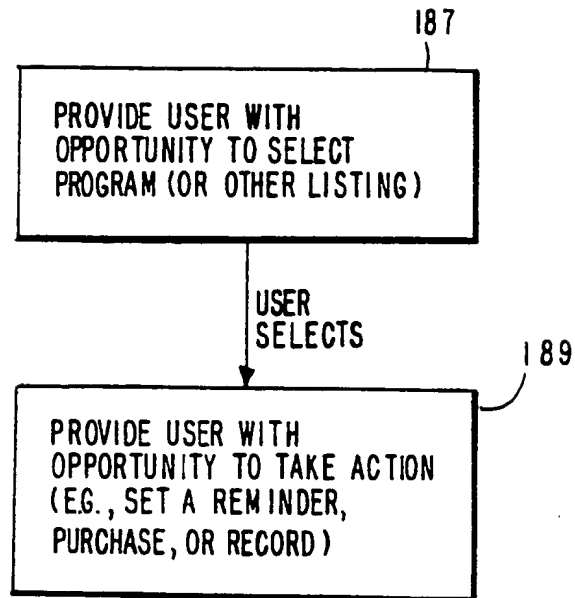 187
PROVIDE USER WITH
OPPORTUNITY TO SELECT
PROGRAM (OR OTHER LISTING)
USER
SELECTS
189
PROVIDE USER WITH
OPPORTUNITY TO TAKE ACTION
(E.G., SET A REMINDER,
PURCHASE, OR RECORD)